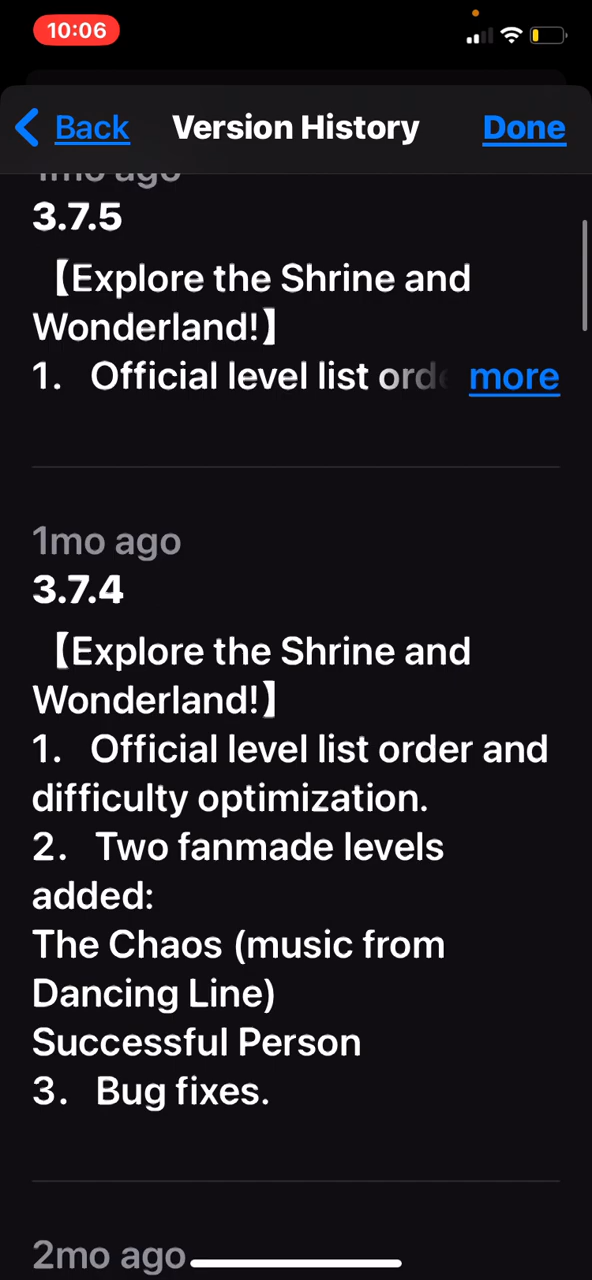 10:06
Back
Version History
Done
1mo ago
3.7.5
【Explore the Shrine and
Wonderland!】
1. Official level list
more
1mo ago
3.7.4
【Explore the Shrine and
Wonderland!】
1. Official level list order and
difficulty optimization.
2. Two fanmade levels
added:
The Chaos (music from
Dancing Line)
Successful Person
3. Bug fixes.
2mo ago